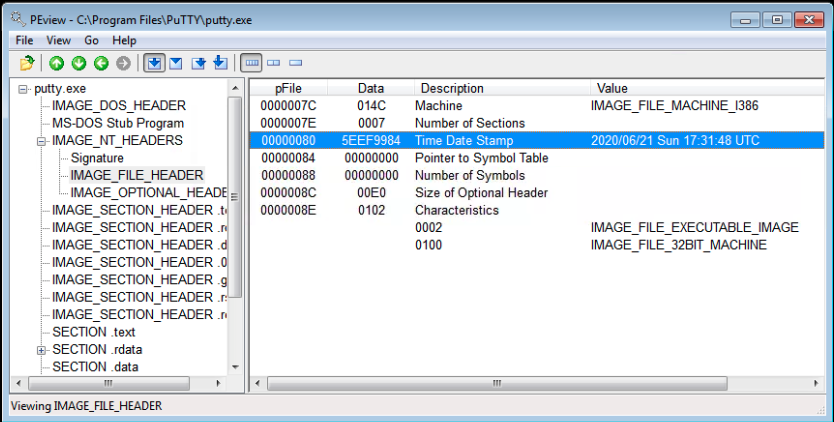 PEview - C:\Program Files\PuTTY\putty.exe
File View Go Help
putty.exe
IMAGE_DOS_HEADER
MS-DOS Stub Program
IMAGE_NT_HEADERS
Signature
IMAGE_FILE_HEADER
IMAGE_OPTIONAL_HEADE
IMAGE_SECTION_HEADER .t
IMAGE_SECTION_HEADER .r
IMAGE_SECTION_HEADER .d
IMAGE_SECTION_HEADER .0
IMAGE_SECTION_HEADER .g
IMAGE_SECTION_HEADER .r
IMAGE_SECTION_HEADER .r
SECTION .text
SECTION .rdata
SECTION .data
pFile Data Description Value
0000007C 014C Machine IMAGE_FILE_MACHINE_I386
0000007E 0007 Number of Sections
00000080 5EEF9984 Time Date Stamp 2020/06/21 Sun 17:31:48 UTC
00000084 00000000 Pointer to Symbol Table
00000088 00000000 Number of Symbols
0000008C 00E0 Size of Optional Header
0000008E 0102 Characteristics
0002 IMAGE_FILE_EXECUTABLE_IMAGE
0100 IMAGE_FILE_32BIT_MACHINE
Viewing IMAGE_FILE_HEADER